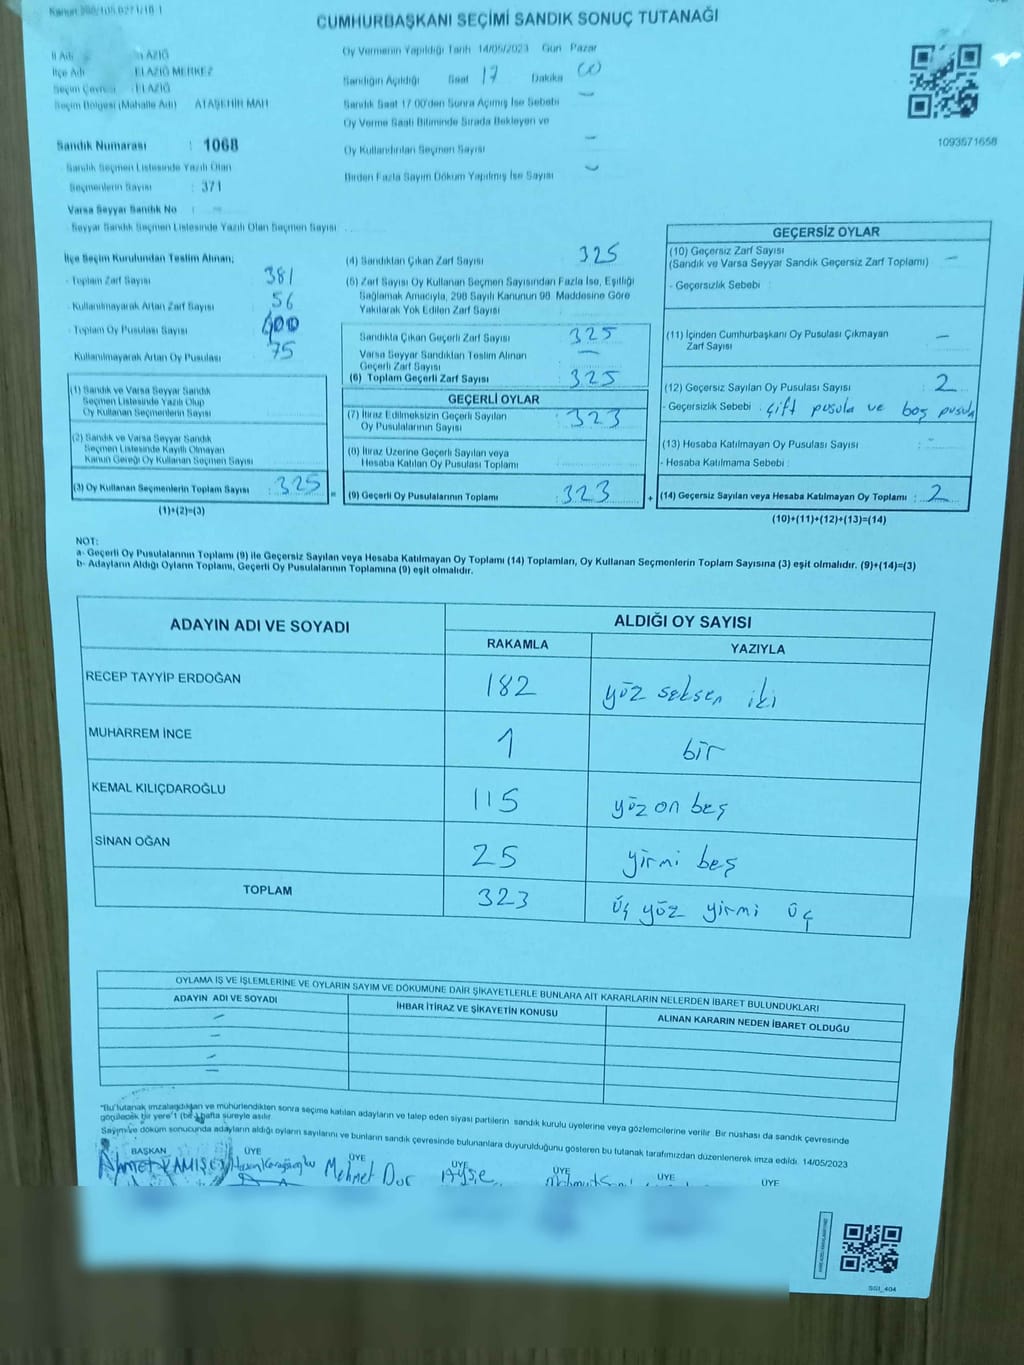 CUMHURBAŞKANI SEÇİMİ SANDIK SONUÇ TUTANAĞI
İl Adı : ELAZIĞ
İlçe Adı : ELAZIĞ MERKEZ
Seçim Çevresi : ELAZIĞ
Seçim Bölgesi (Mahalle Adı) : ATAŞEHİR MAH
Sandık Numarası : 1068
Sandık Seçmen Listesinde Yazılı Olan
Seçmenlerin Sayısı : 371
Varsa Seyyar Sandık No : -
Seyyar Sandık Seçmen Listesinde Yazılı Olan Seçmen Sayısı
Oy Vermenin Yapıldığı Tarih 14/05/2023 Gün Pazar
Sandığın Açıldığı Saat 17 Dakika 00
Sandık Saat 17.00'den Sonra Açılmış İse Sebebi -
Oy Verme Saati Bitiminde Sırada Bekleyen ve
Oy Kullandırılan Seçmen Sayısı -
Birden Fazla Sayım Döküm Yapılmış İse Sayısı -
1093571658
İlçe Seçim Kurulundan Teslim Alınan;
- Toplam Zarf Sayısı 381
- Kullanılmayarak Artan Zarf Sayısı 56
- Toplam Oy Pusulası Sayısı 400
- Kullanılmayarak Artan Oy Pusulası 75
(1) Sandık ve Varsa Seyyar Sandık
Seçmen Listesinde Yazılı Olup
Oy Kullanan Seçmenlerin Sayısı
(2) Sandık ve Varsa Seyyar Sandık
Seçmen Listesinde Kayıtlı Olmayan
Kanun Gereği Oy Kullanan Seçmen Sayısı
(3) Oy Kullanan Seçmenlerin Toplam Sayısı : 325 =
(1)+(2)=(3)
(4) Sandıktan Çıkan Zarf Sayısı 325
(5) Zarf Sayısı Oy Kullanan Seçmen Sayısından Fazla İse, Eşitliği
Sağlamak Amacıyla, 298 Sayılı Kanunun 98. Maddesine Göre
Yakılarak Yok Edilen Zarf Sayısı
Sandıkta Çıkan Geçerli Zarf Sayısı 325
Varsa Seyyar Sandıktan Teslim Alınan
Geçerli Zarf Sayısı -
(6) Toplam Geçerli Zarf Sayısı 325
GEÇERLİ OYLAR
(7) İtiraz Edilmeksizin Geçerli Sayılan
Oy Pusulalarının Sayısı : 323
(8) İtiraz Üzerine Geçerli Sayılan veya
Hesaba Katılan Oy Pusulası Toplamı
(9) Geçerli Oy Pusulalarının Toplamı : 323 +
GEÇERSİZ OYLAR
(10) Geçersiz Zarf Sayısı
(Sandık ve Varsa Seyyar Sandık Geçersiz Zarf Toplamı) -
- Geçersizlik Sebebi :
(11) İçinden Cumhurbaşkanı Oy Pusulası Çıkmayan
Zarf Sayısı -
(12) Geçersiz Sayılan Oy Pusulası Sayısı 2
- Geçersizlik Sebebi : çift pusula ve boş pusula
(13) Hesaba Katılmayan Oy Pusulası Sayısı : -
- Hesaba Katılmama Sebebi :
(14) Geçersiz Sayılan veya Hesaba Katılmayan Oy Toplamı : 2
(10)+(11)+(12)+(13)=(14)
NOT:
a- Geçerli Oy Pusulalarının Toplamı (9) ile Geçersiz Sayılan veya Hesaba Katılmayan Oy Toplamı (14) Toplamları, Oy Kullanan Seçmenlerin Toplam Sayısına (3) eşit olmalıdır. (9)+(14)=(3)
b- Adayların Aldığı Oyların Toplamı, Geçerli Oy Pusulalarının Toplamına (9) eşit olmalıdır.
ADAYIN ADI VE SOYADI ALDIĞI OY SAYISI
RAKAMLA YAZIYLA
RECEP TAYYİP ERDOĞAN 182 yüz seksen iki
MUHARREM İNCE 1 bir
KEMAL KILIÇDAROĞLU 115 yüz on beş
SİNAN OĞAN 25 yirmi beş
TOPLAM 323 üç yüz yirmi üç
OYLAMA İŞ VE İŞLEMLERİNE VE OYLARIN SAYIM VE DÖKÜMÜNE DAİR ŞİKAYETLERLE BUNLARA AİT KARARLARIN NELERDEN İBARET BULUNDUKLARI
ADAYIN ADI VE SOYADI İHBAR İTİRAZ VE ŞİKAYETİN KONUSU ALINAN KARARIN NEDEN İBARET OLDUĞU
"Bu tutanak imzalandıktan ve mühürlendikten sonra seçime katılan adayların ve talep eden siyasi partilerin sandık kurulu üyelerine veya gözlemcilerine verilir. Bir nüshası da sandık çevresinde
görülecek bir yere 1 (bir) hafta süreyle asılır.
Sayım ve döküm sonucunda adayların aldığı oyların sayılarını ve bunların sandık çevresinde bulunanlara duyurulduğunu gösteren bu tutanak tarafımızdan düzenlenerek imza edildi. 14/05/2023
BAŞKAN ÜYE ÜYE ÜYE ÜYE ÜYE ÜYE
Ahmet Mehmet Ayşe
SSİ_404